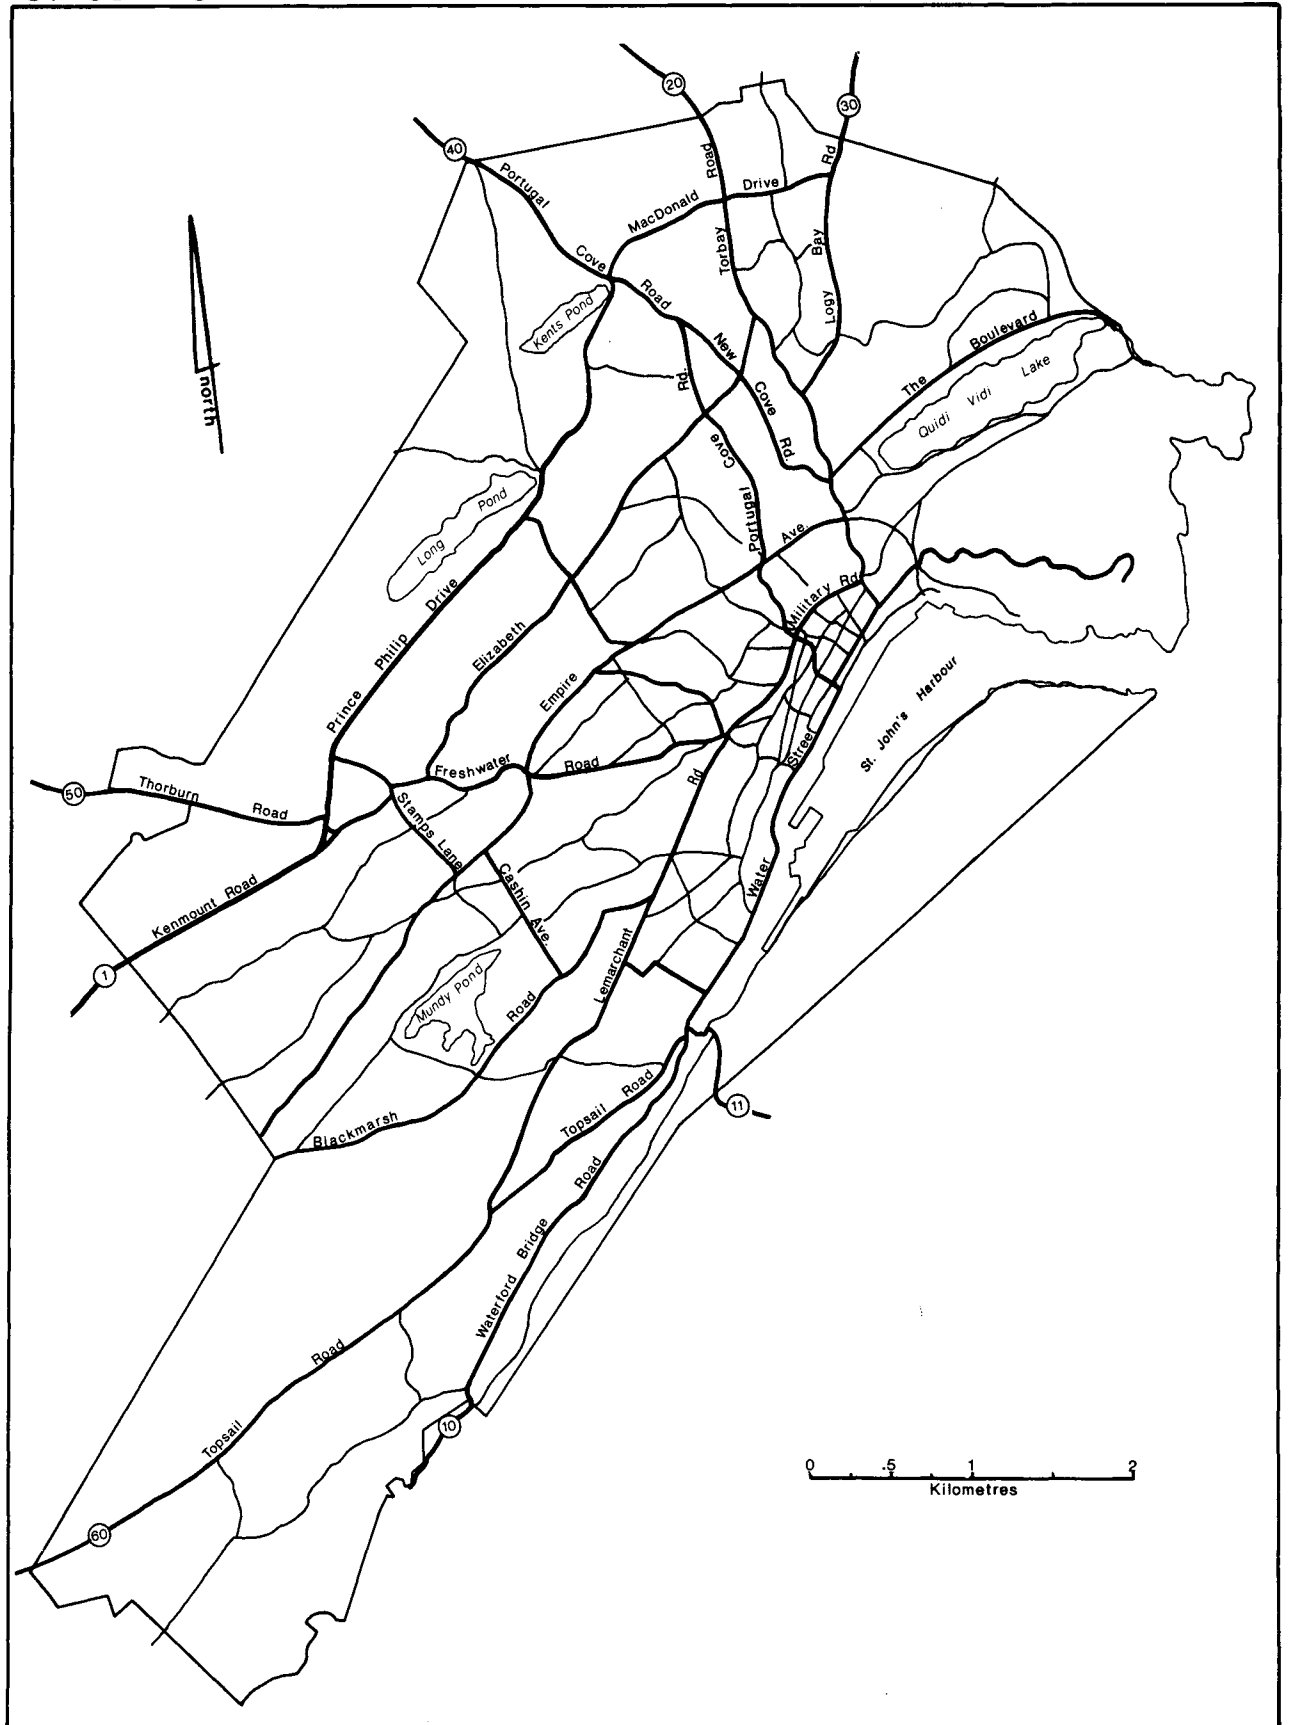 20
30
40
Portugal
Cove
Road
MacDonald
Drive
Road
Torbay
Rd
Bay
Logy
Kents Pond
New
Cove
Rd.
Rd.
Cove
Portugal
The
Boulevard
Quidi Vidi Lake
north
Long Pond
Prince
Philip
Drive
Elizabeth
Empire
Ave.
Military Rd
St. John's Harbour
50
Thorburn
Road
Freshwater
Road
Stamps Lane
Street
Water
Rd
Lemarchant
Cashin Ave.
Kenmount Road
1
Mundy Pond
Road
Blackmarsh
Topsail
Road
11
Waterford
Bridge
Road
Road
Topsail
10
60
0 .5 1 2
Kilometres